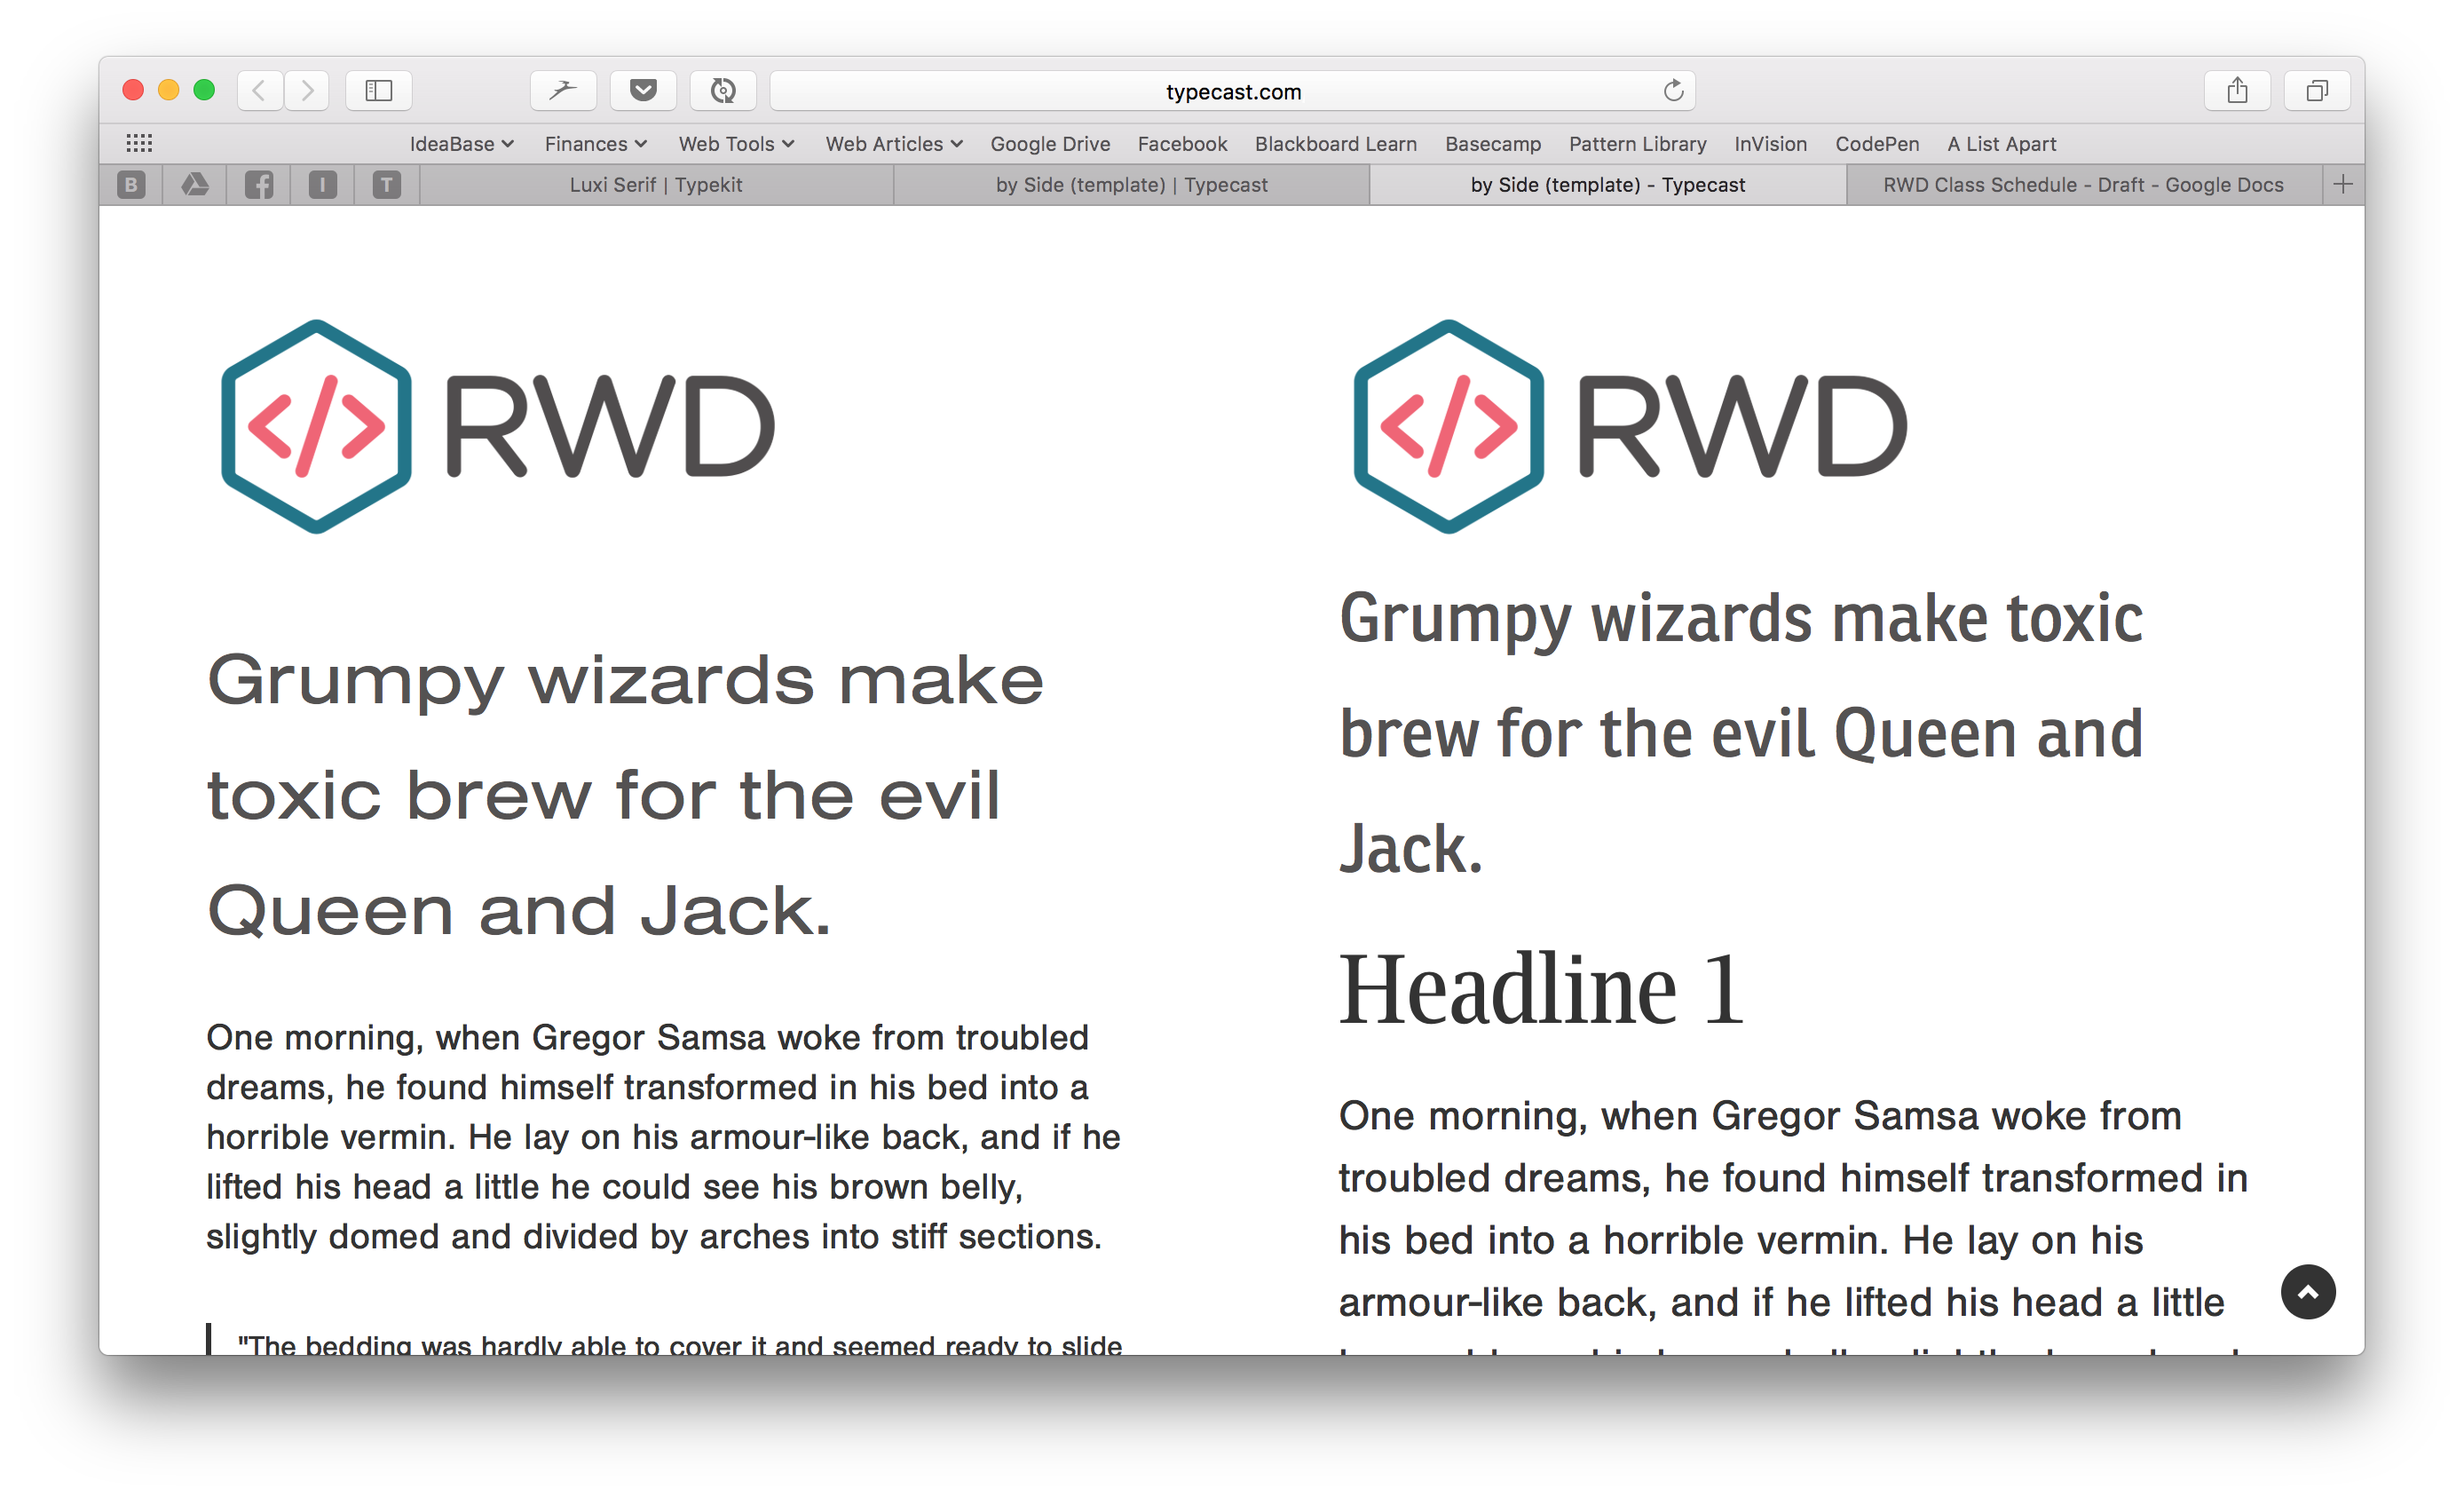 typecast.com
IdeaBase Finances Web Tools Web Articles Google Drive Facebook Blackboard Learn Basecamp Pattern Library InVision CodePen A List Apart
B I T Luxi Serif | Typekit by Side (template) | Typecast by Side (template) - Typecast RWD Class Schedule - Draft - Google Docs
</> RWD
Grumpy wizards make
toxic brew for the evil
Queen and Jack.
One morning, when Gregor Samsa woke from troubled
dreams, he found himself transformed in his bed into a
horrible vermin. He lay on his armour-like back, and if he
lifted his head a little he could see his brown belly,
slightly domed and divided by arches into stiff sections.
"The bedding was hardly able to cover it and seemed ready to slide
</> RWD
Grumpy wizards make toxic
brew for the evil Queen and
Jack.
Headline 1
One morning, when Gregor Samsa woke from
troubled dreams, he found himself transformed in
his bed into a horrible vermin. He lay on his
armour-like back, and if he lifted his head a little